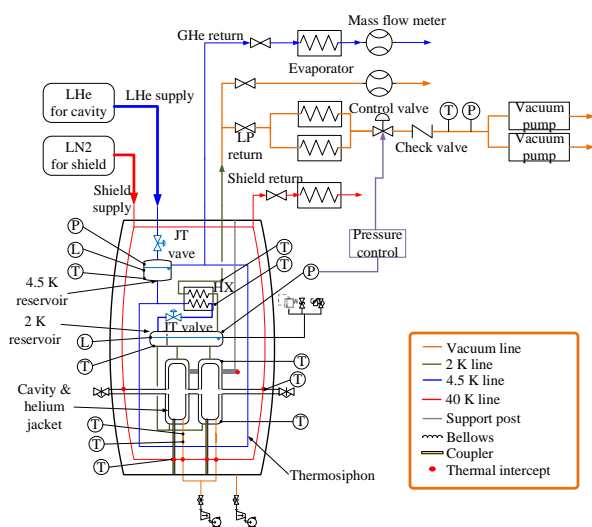 GHe return
Mass flow meter
LHe
for cavity
LHe supply
Evaporator
Control valve
T
P
Vacuum
pump
LN2
for shield
LP
return
Check valve
Vacuum
pump
Shield
supply
Shield return
P
JT
vave
L
T
T
T
Pressure
control
4.5 K
reservoir
HX
P
2 K
reservoir
JT valve
L
T
T
T
Cavity &
helium
jacket
T
T
T
T
Thermosiphon
Vacuum line
2 K line
4.5 K line
40 K line
Support post
Bellows
Coupler
Thermal intercept